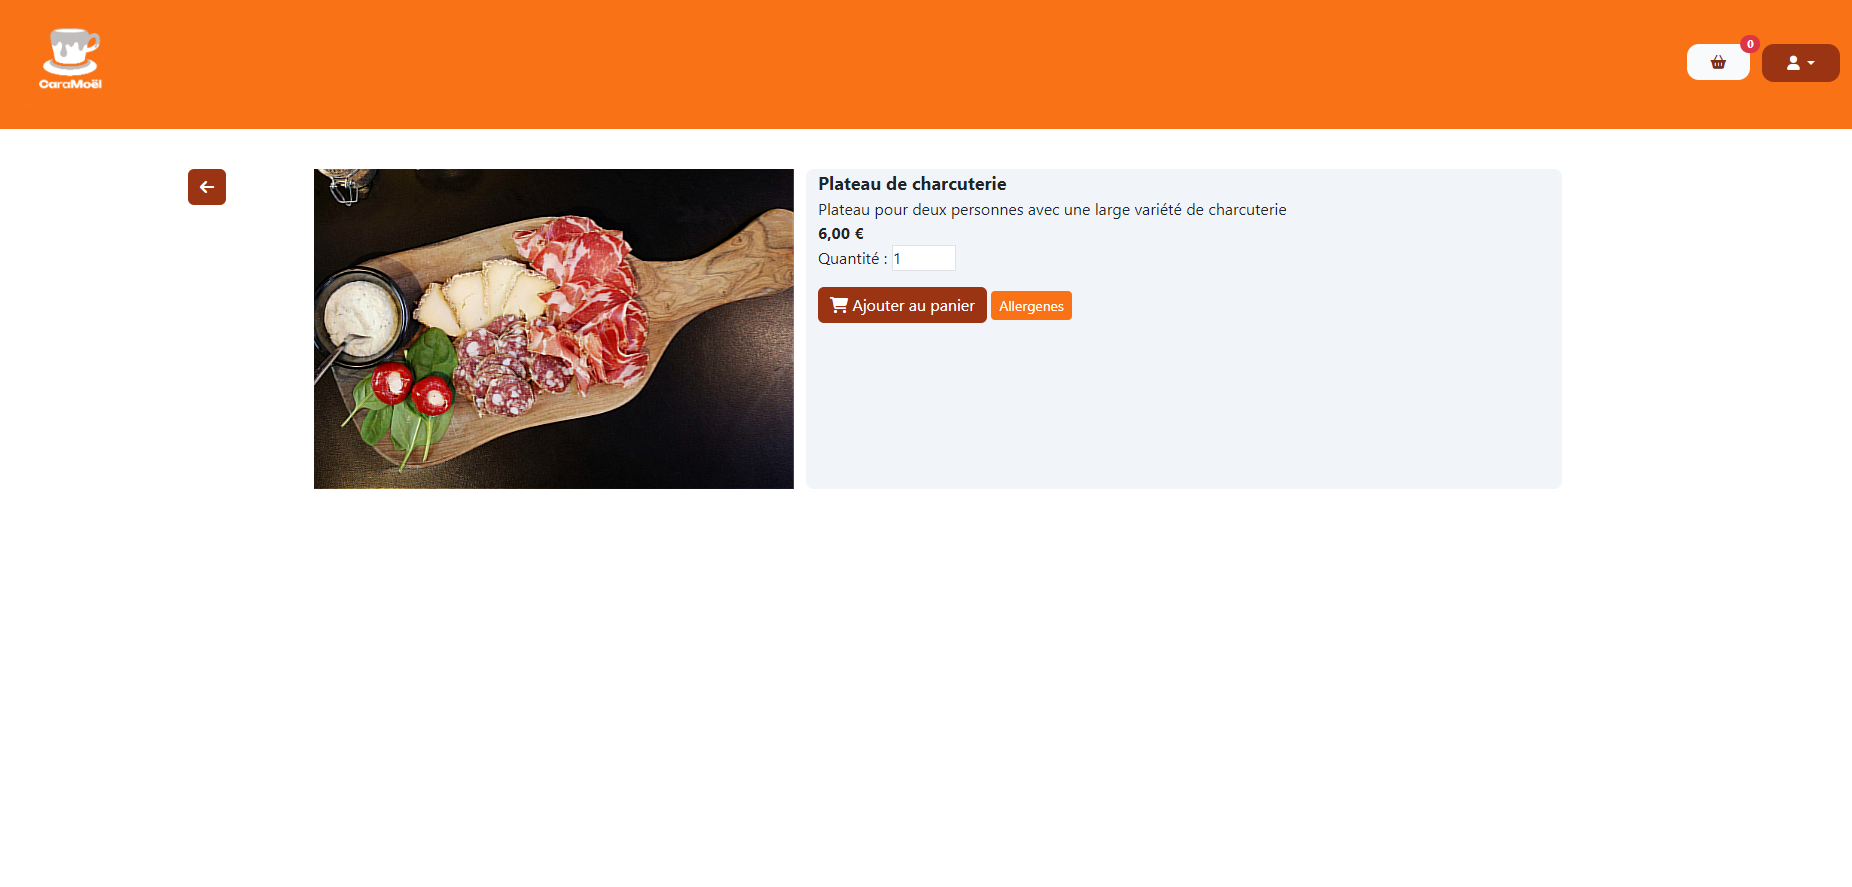 CaraMoël
0
Plateau de charcuterie
Plateau pour deux personnes avec une large variété de charcuterie
6,00 €
Quantité : 1
Ajouter au panier Allergenes